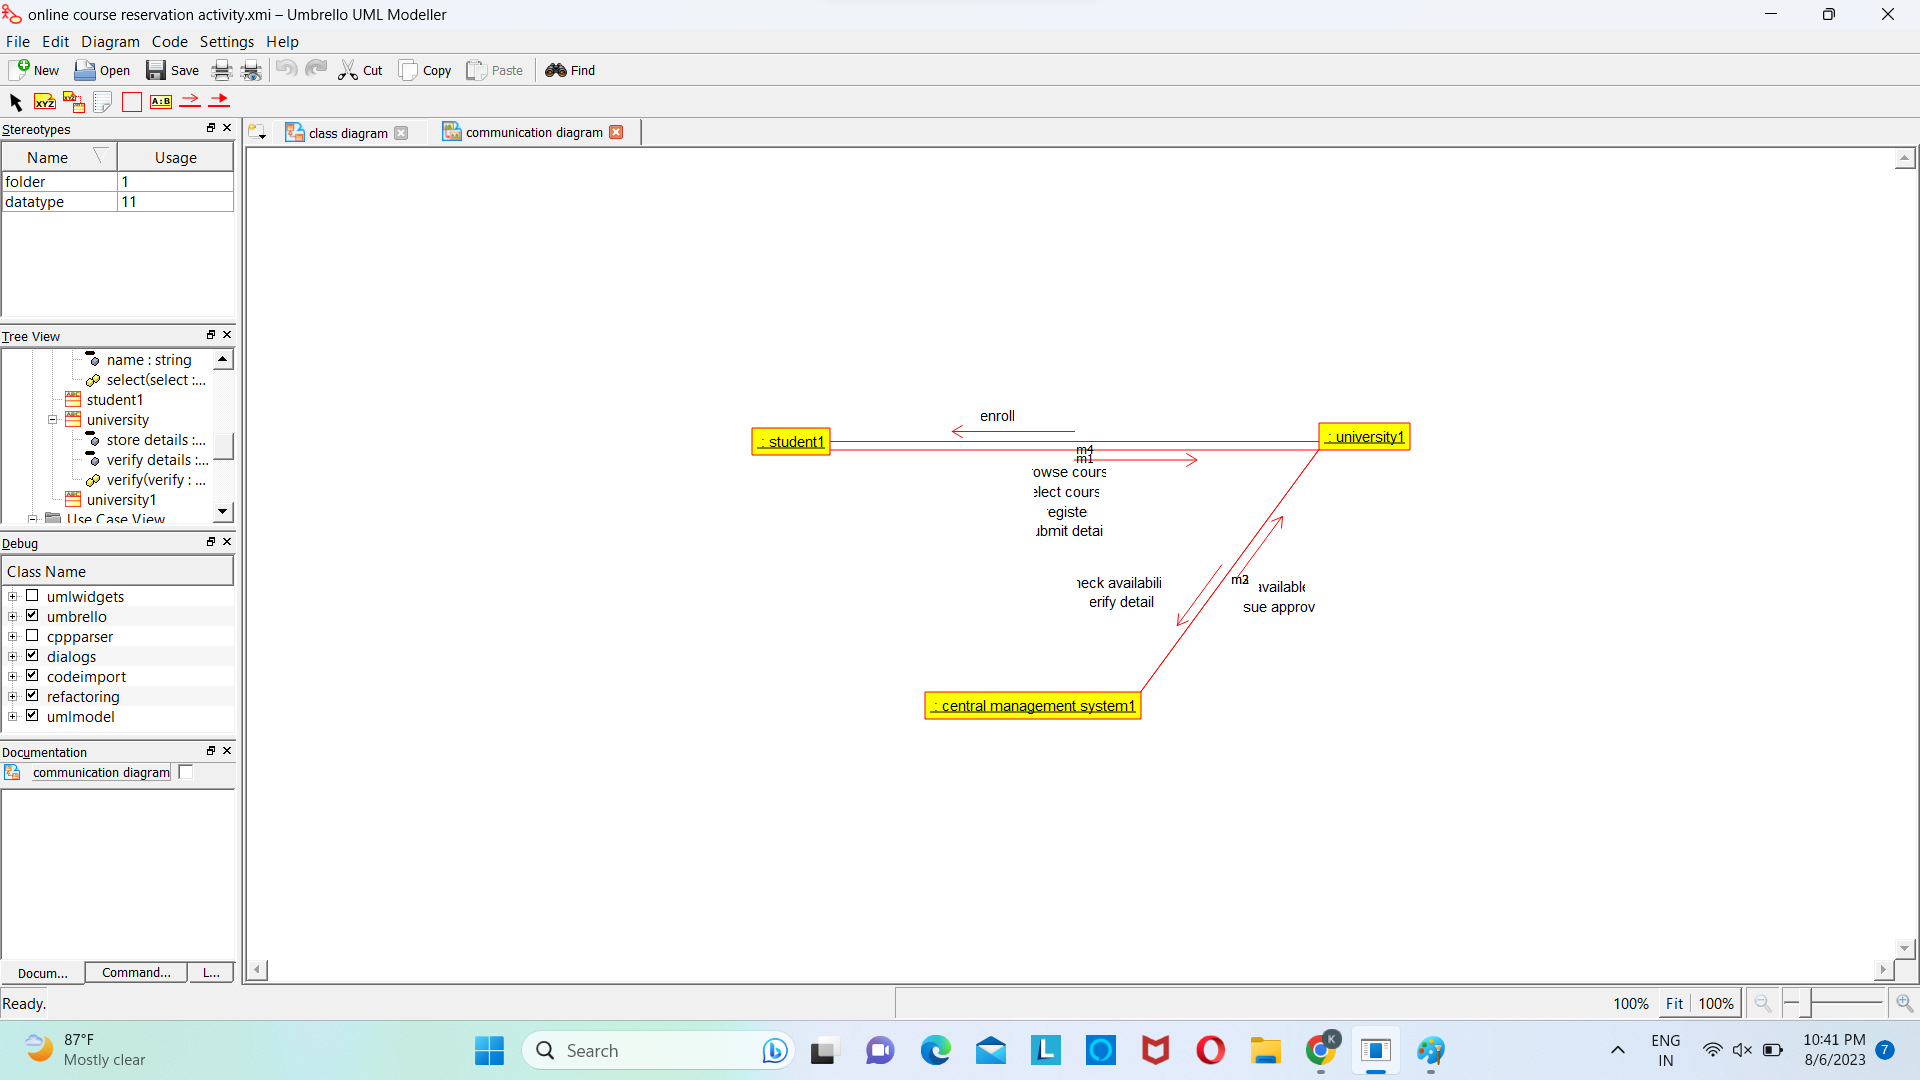 online course reservation activity.xmi – Umbrello UML Modeller
File Edit Diagram Code Settings Help
New Open Save Cut Copy Paste Find
XYZ A:B
Stereotypes
Name Usage
folder 1
datatype 11
Tree View
name : string
select(select :...
student1
university
store details :...
verify details :...
verify(verify : ...
university1
Use Case View
Debug
Class Name
umlwidgets
umbrello
cppparser
dialogs
codeimport
refactoring
umlmodel
Documentation
communication diagram
Docum... Command... L...
class diagram communication diagram
enroll
: student1
: university1
m4
m1
owse cours
elect cours
egiste
ubmit detai
heck availabili
erify detail
availabl
sue approv
: central management system1
Ready.
100% Fit 100%
87°F
Mostly clear
Search
K
ENG
IN
10:41 PM
8/6/2023
7